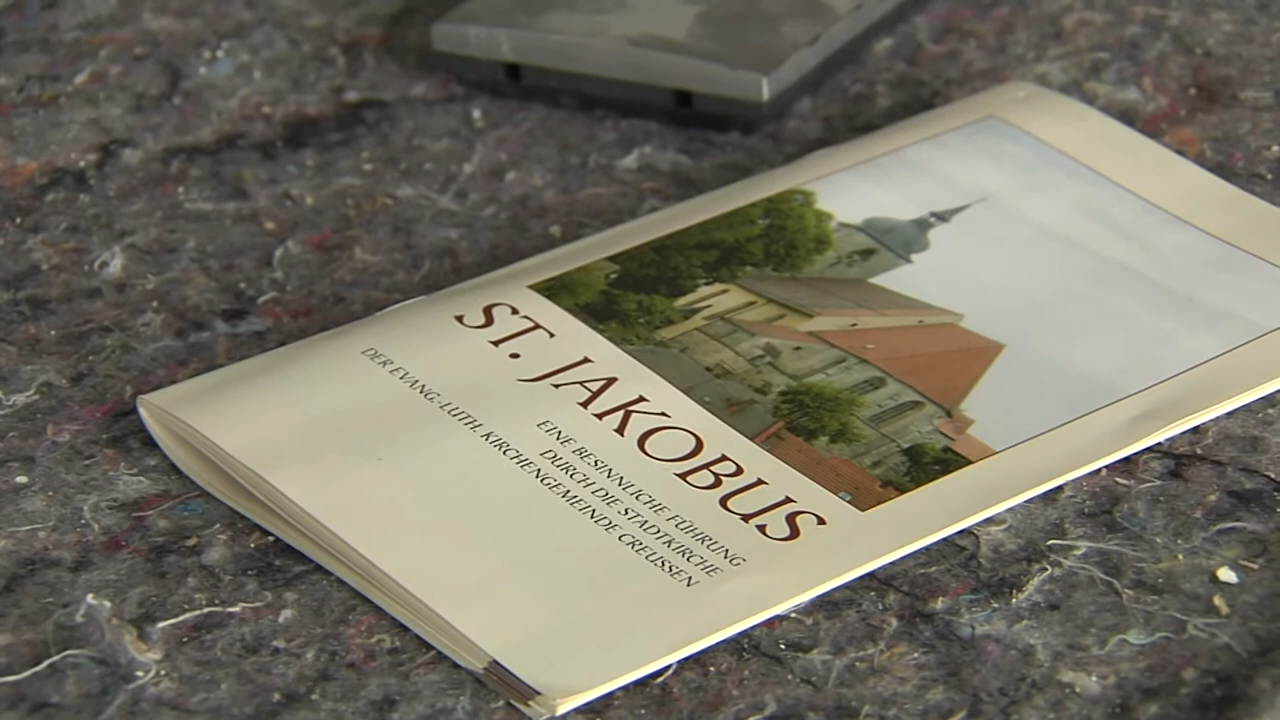 ST. JAKOBUS
EINE BESINNLICHE FÜHRUNG
DURCH DIE STADTKIRCHE
DER EVANG.-LUTH. KIRCHENGEMEINDE CREUSSEN